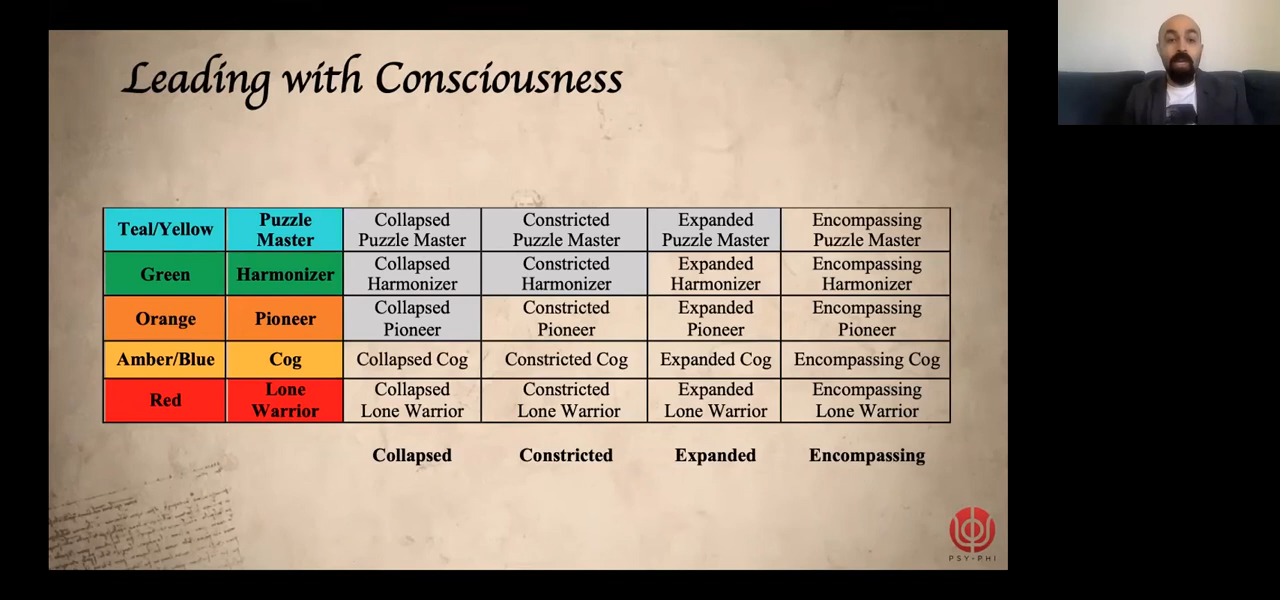 Leading with Consciousness
Teal/Yellow
Puzzle
Master
Collapsed
Puzzle Master
Constricted
Puzzle Master
Expanded
Puzzle Master
Encompassing
Puzzle Master
Green
Harmonizer
Collapsed
Harmonizer
Constricted
Harmonizer
Expanded
Harmonizer
Encompassing
Harmonizer
Orange
Pioneer
Collapsed
Pioneer
Constricted
Pioneer
Expanded
Pioneer
Encompassing
Pioneer
Amber/Blue
Cog
Collapsed Cog
Constricted Cog
Expanded Cog
Encompassing Cog
Red
Lone
Warrior
Collapsed
Lone Warrior
Constricted
Lone Warrior
Expanded
Lone Warrior
Encompassing
Lone Warrior
Collapsed
Constricted
Expanded
Encompassing
PSY-PHI